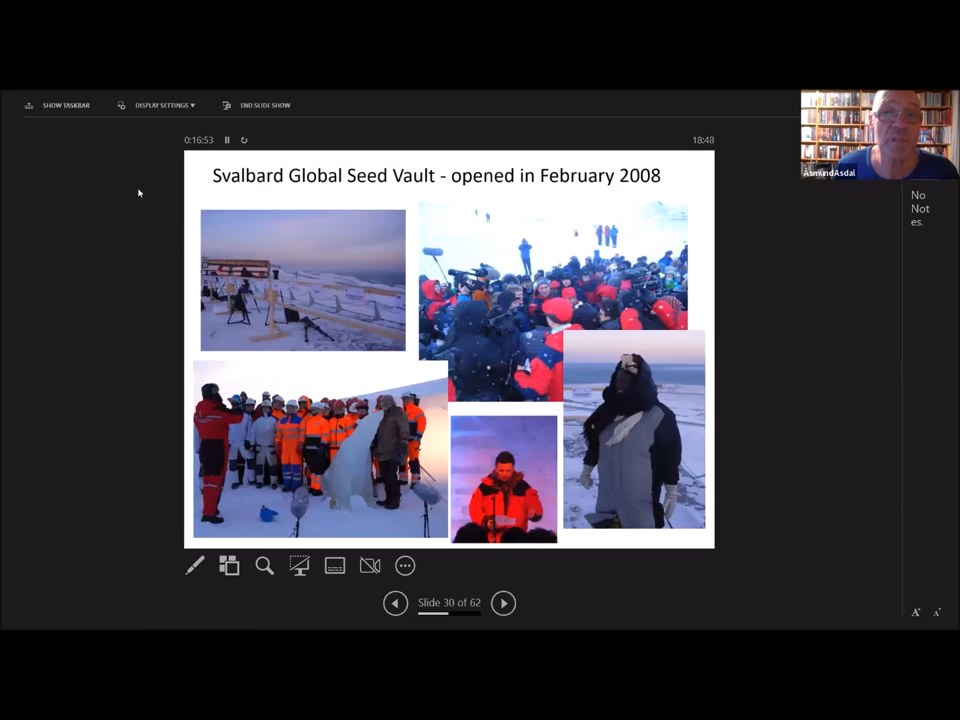 SHOW TASKBAR
DISPLAY SETTINGS ▾
END SLIDE SHOW
0:16:53
18:48
Svalbard Global Seed Vault - opened in February 2008
ÅsmundAsdal
No
Not
es.
Slide 30 of 62
A
A